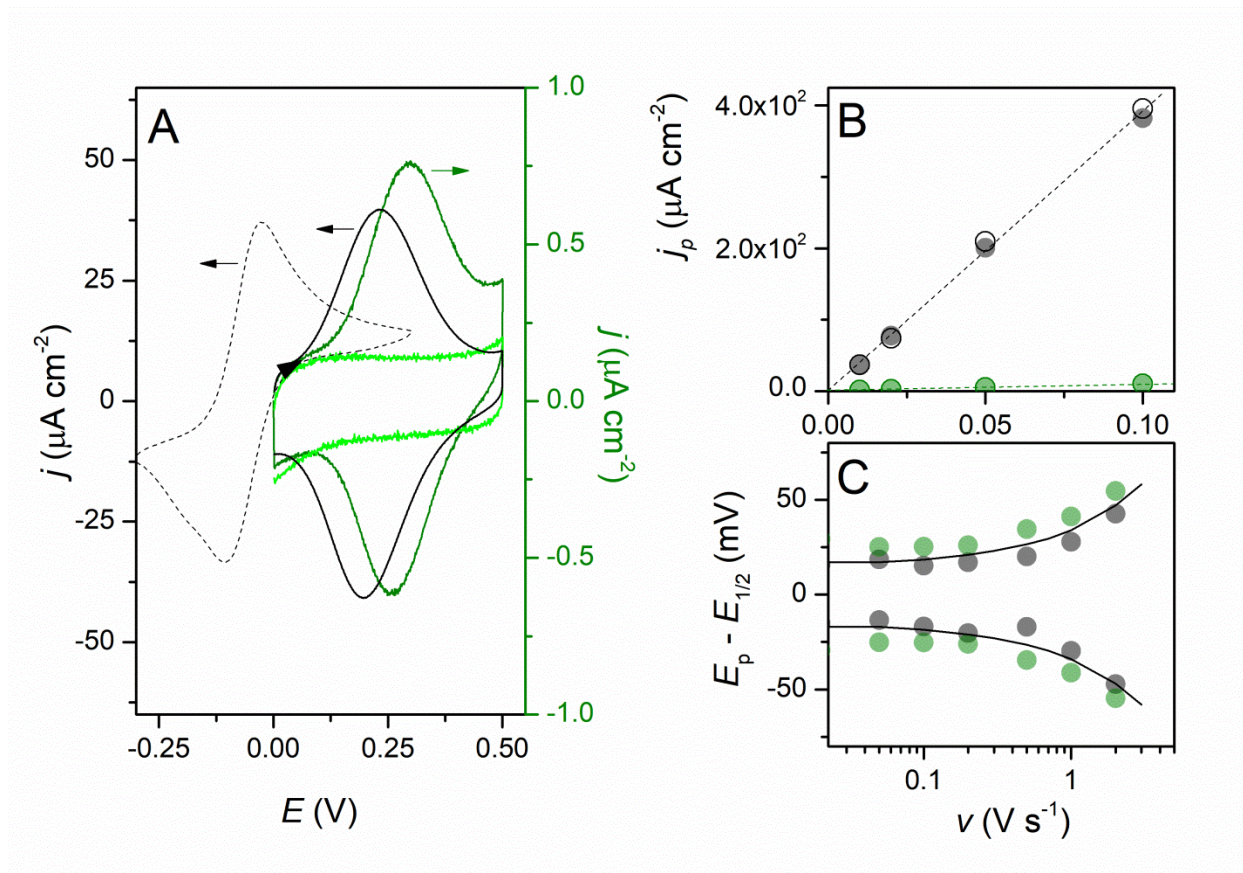 A
j (μA cm-2)
50
25
0
-25
-50
-0.25 0.00 0.25 0.50
E (V)
1.0
0.5
0.0
-0.5
-1.0
j (μA cm-2)
B
jp (μA cm-2)
4.0x10²
2.0x10²
0.0
0.00 0.05 0.10
C
Ep - E1/2 (mV)
50
0
-50
0.1 1
v (V s-1)